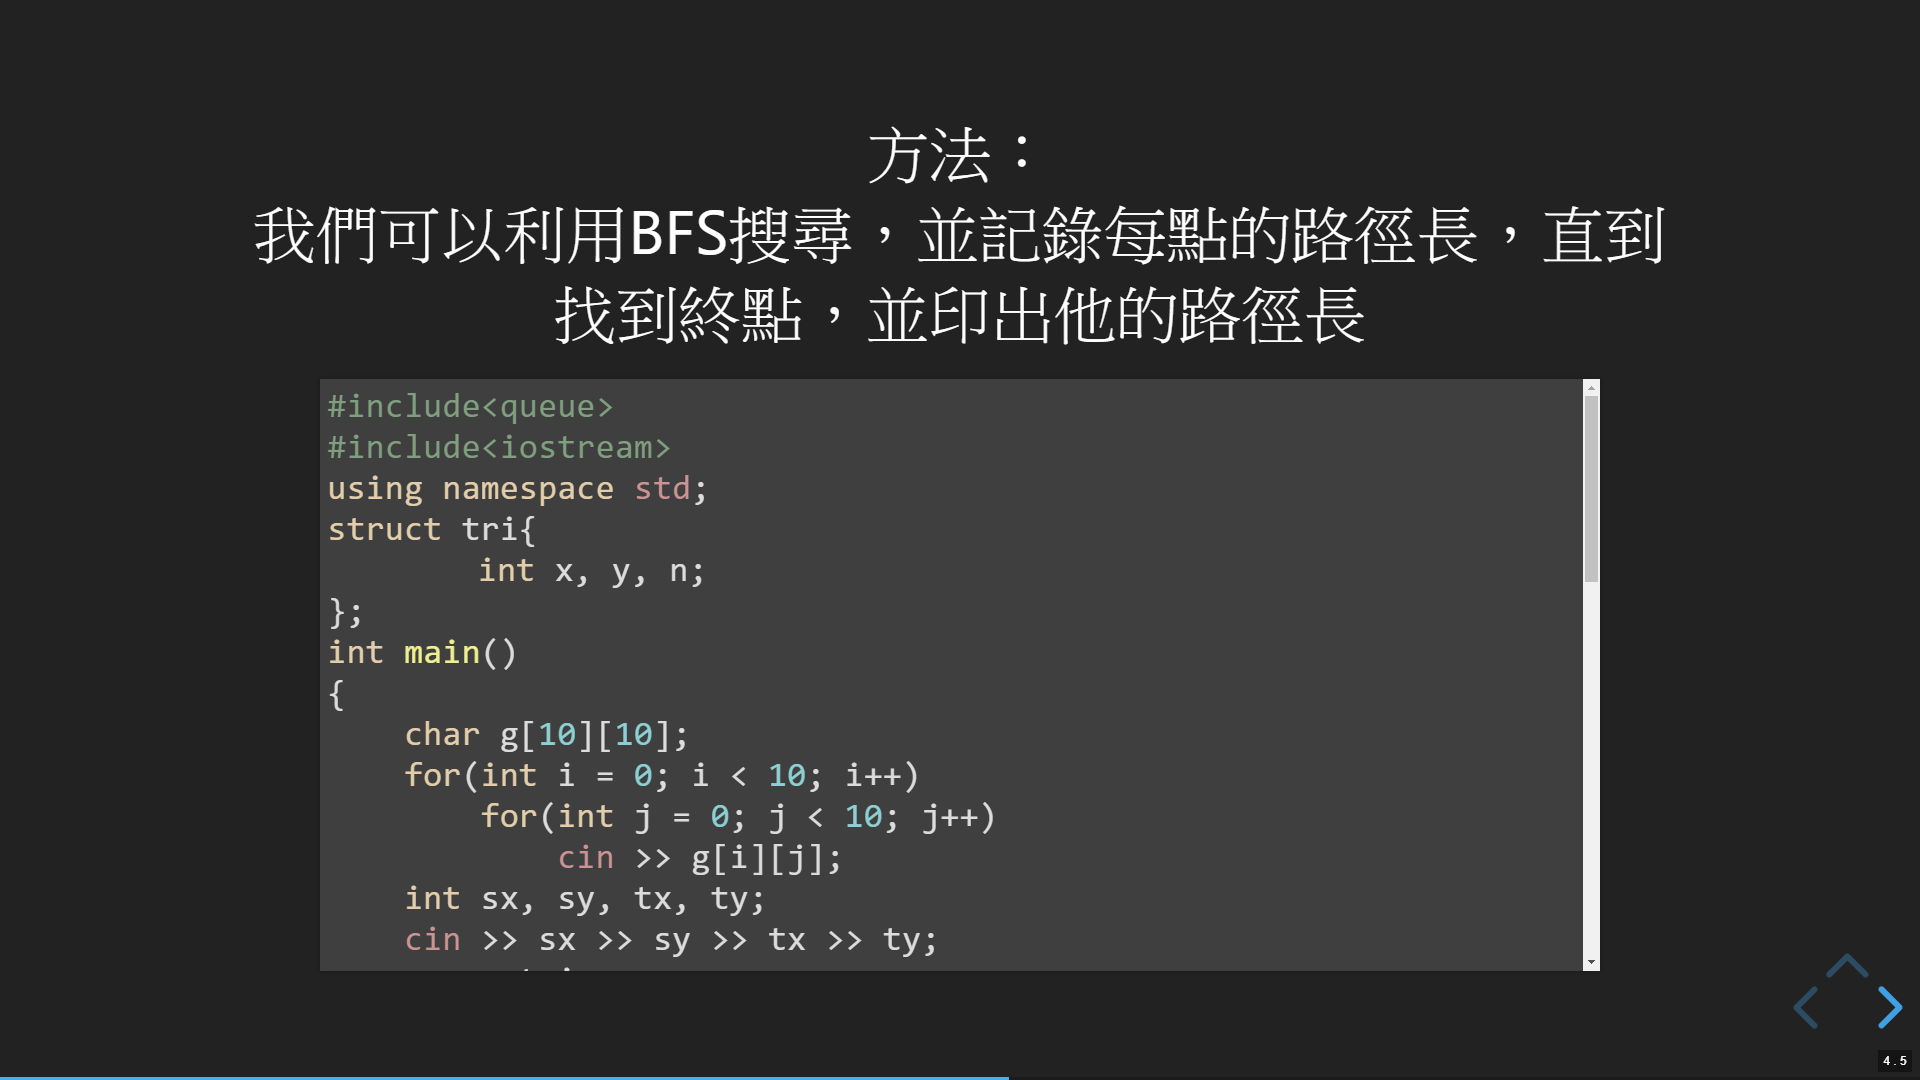 方法：
我們可以利用BFS搜尋，並記錄每點的路徑長，直到
找到終點，並印出他的路徑長
#include<queue>
#include<iostream>
using namespace std;
struct tri{
        int x, y, n;
};
int main()
{
    char g[10][10];
    for(int i = 0; i < 10; i++)
        for(int j = 0; j < 10; j++)
            cin >> g[i][j];
    int sx, sy, tx, ty;
    cin >> sx >> sy >> tx >> ty;
4.5